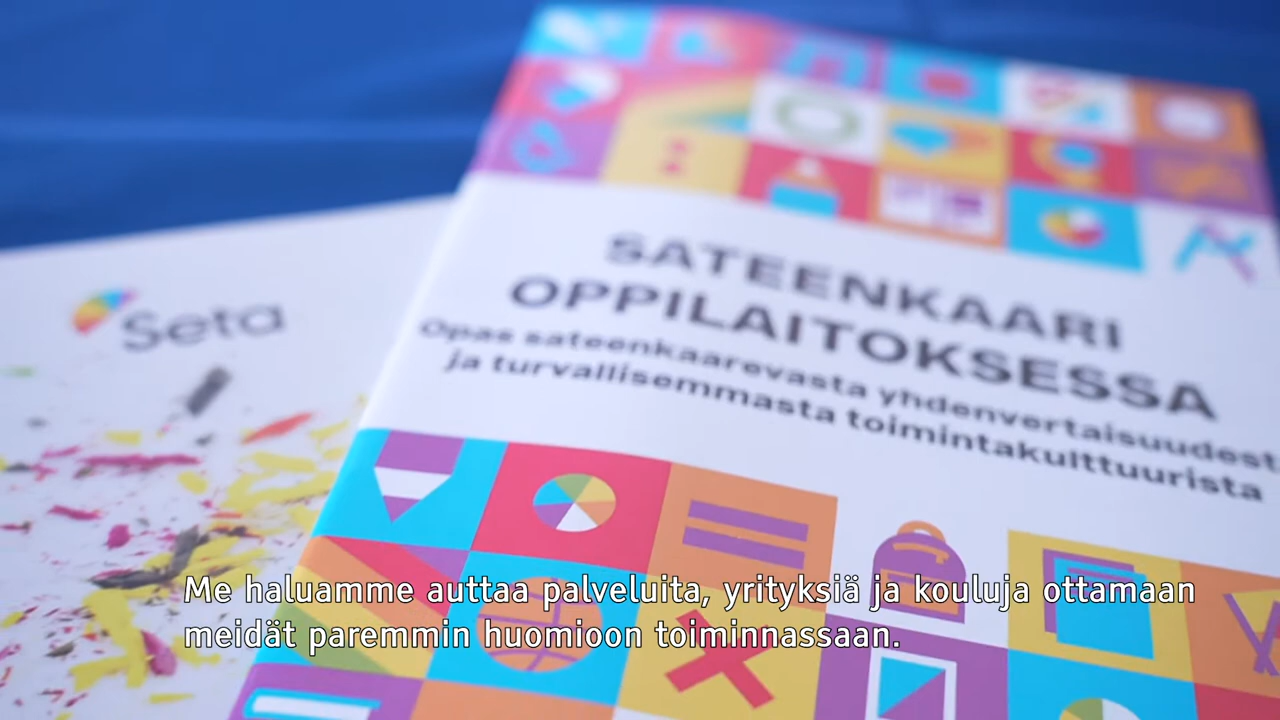 Seta
SATEENKAARI
OPPILAITOKSESSA
Opas sateenkaarevasta yhdenvertaisuudest
ja turvallisemmasta toimintakulttuurista
Me haluamme auttaa palveluita, yrityksiä ja kouluja ottamaan
meidät paremmin huomioon toiminnassaan.